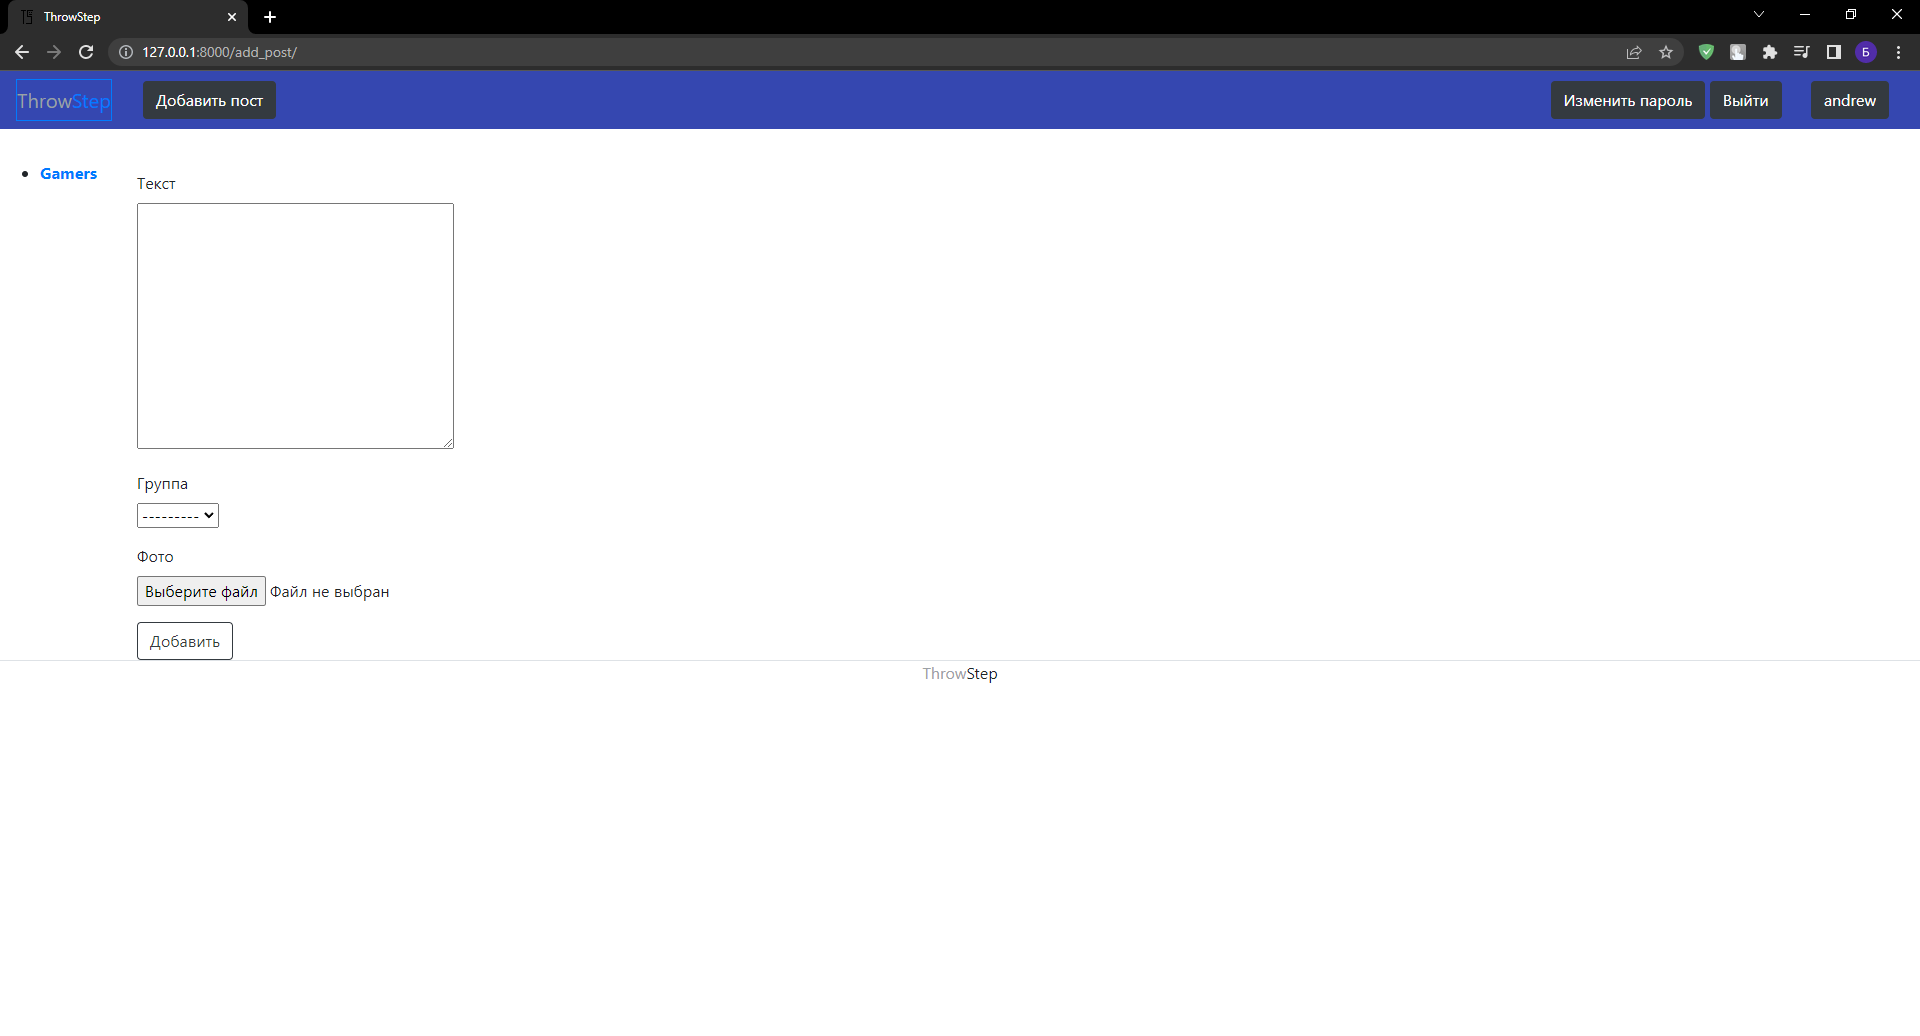 ThrowStep
127.0.0.1:8000/add_post/
Б
ThrowStep
Добавить пост
Изменить пароль
Выйти
andrew
Gamers
Текст
Группа
---------
Фото
Выберите файл Файл не выбран
Добавить
ThrowStep